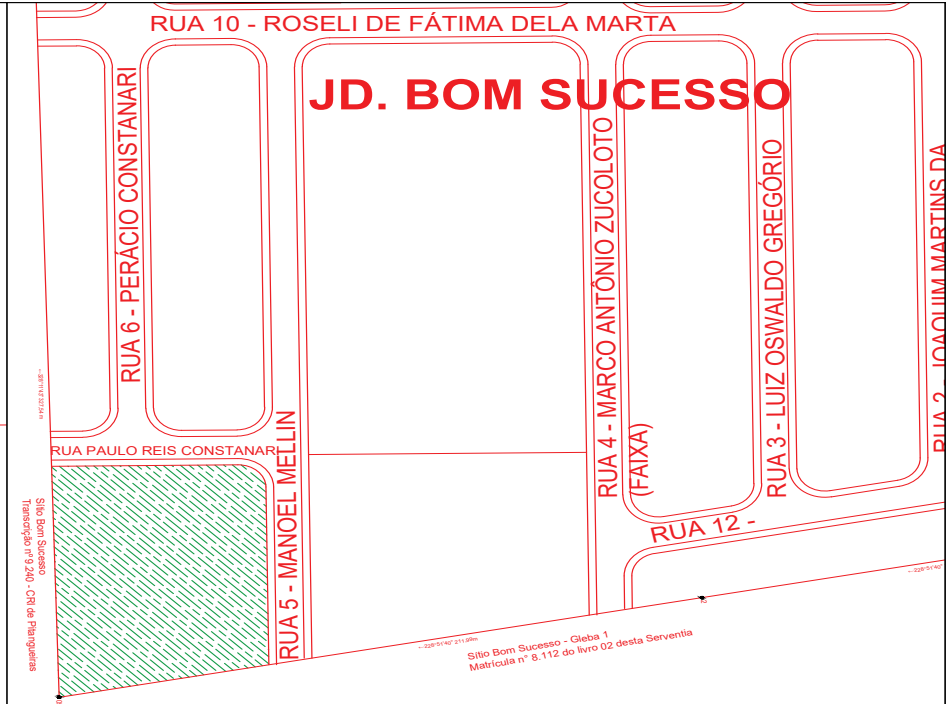 RUA 10 - ROSELI DE FÁTIMA DELA MARTA
JD. BOM SUCESSO
RUA 6 - PERÁCIO CONSTANARI
RUA 4 - MARCO ANTÔNIO ZUCOLOTO
(FAIXA)
RUA 3 - LUIZ OSWALDO GREGÓRIO
RUA 2 - JOAQUIM MARTINS DA
RUA PAULO REIS CONSTANARI
RUA 5 - MANOEL MELLIN
RUA 12 -
Sítio Bom Sucesso
Transcrição nº 9.240 - CRI de Pitangueiras
Sítio Bom Sucesso - Gleba 1
Matrícula n° 8.112 do livro 02 desta Serventia